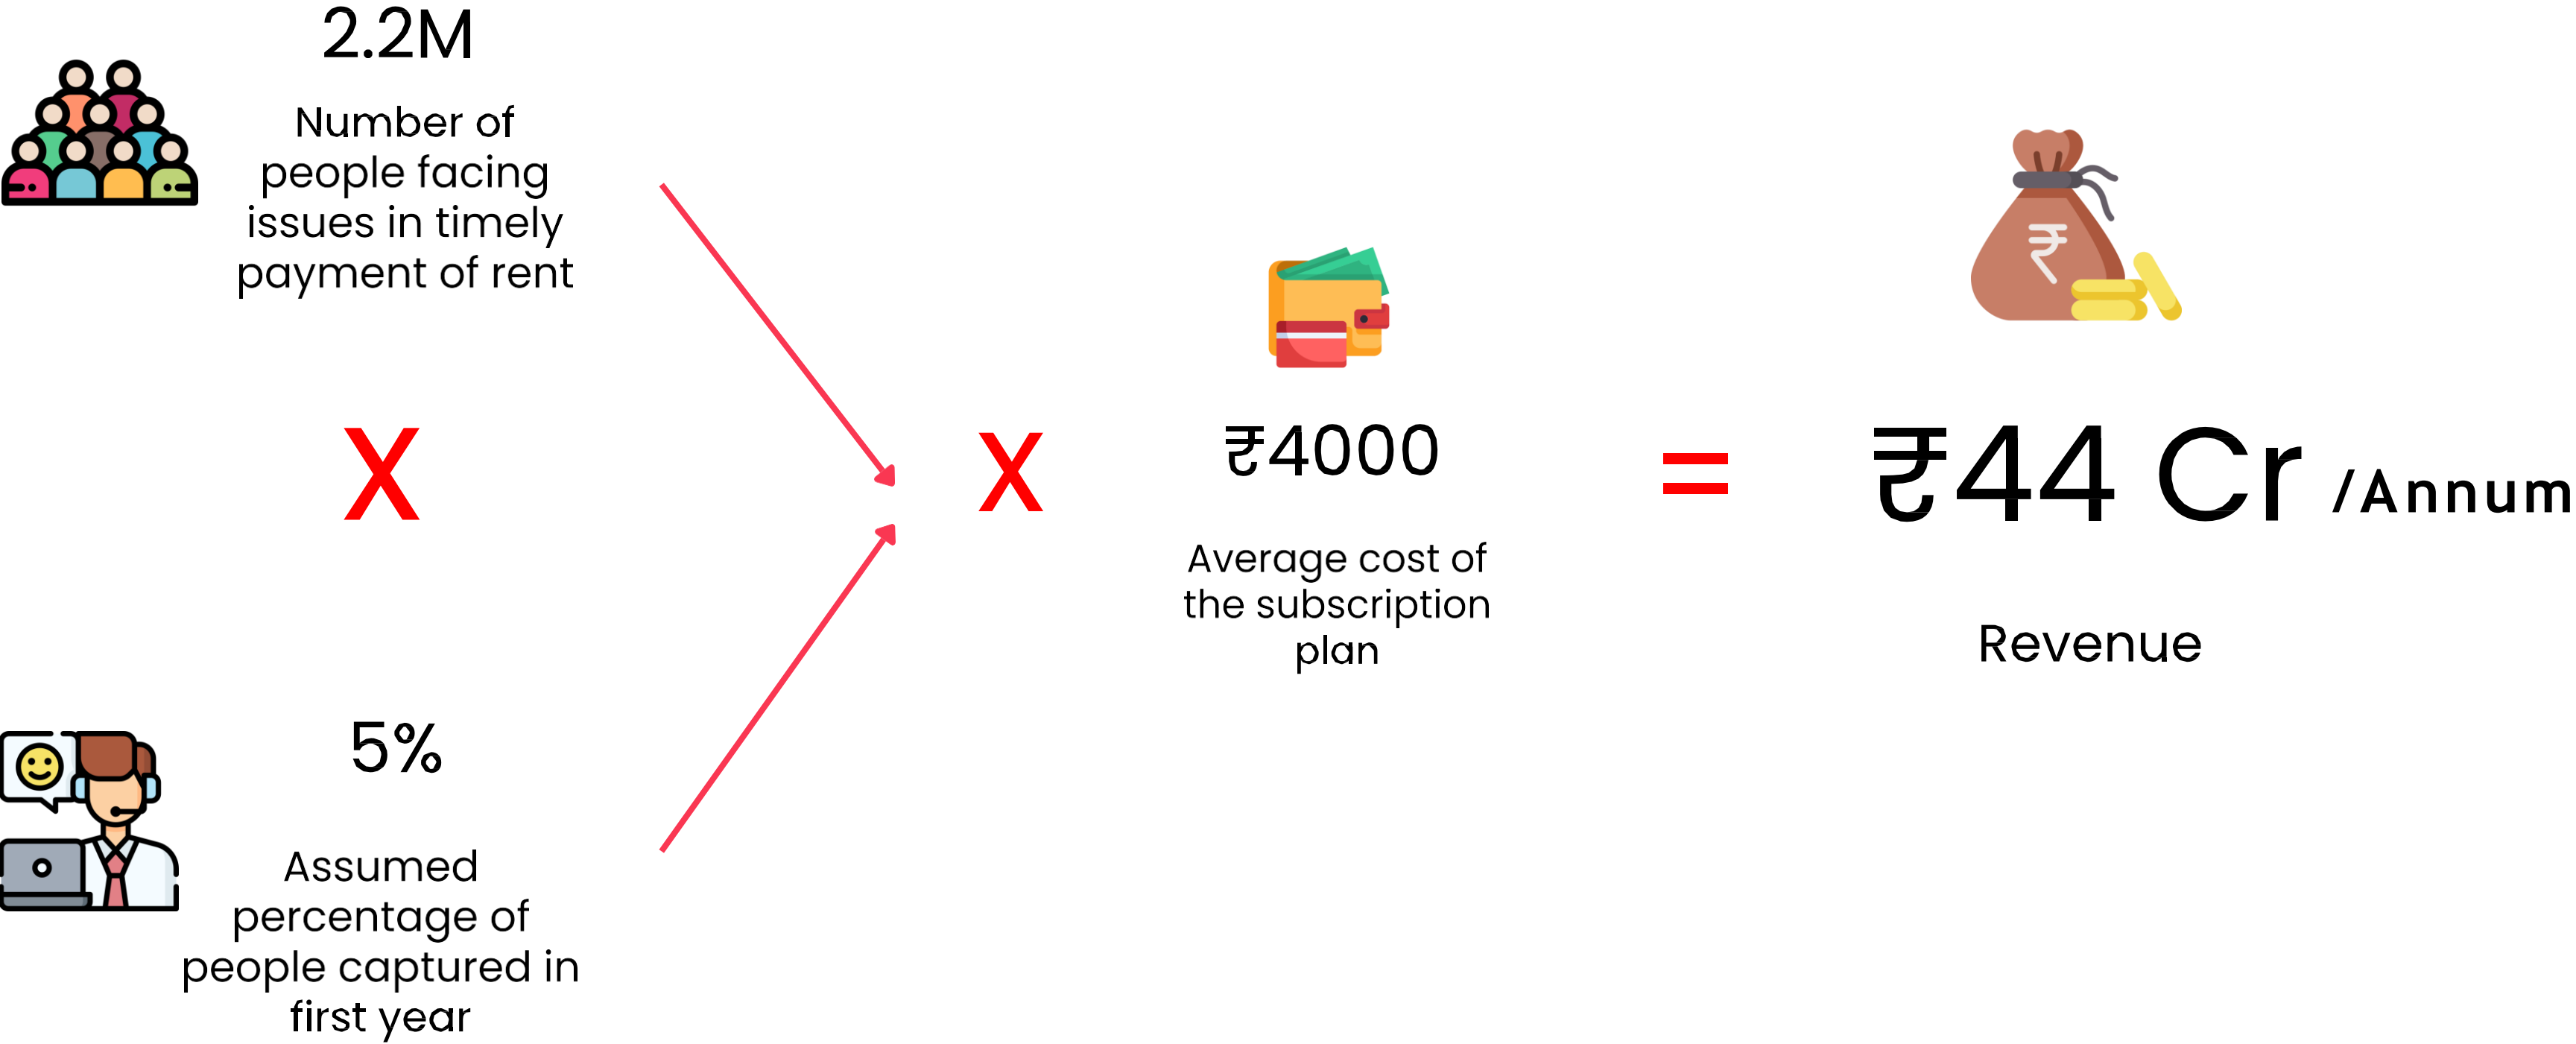 2.2M
Number of
people facing
issues in timely
payment of rent
X
5%
Assumed
percentage of
people captured in
first year
X
₹4000
Average cost of
the subscription
plan
=
₹
₹44 Cr /Annum
Revenue